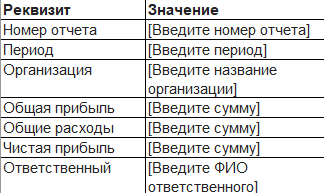 Реквизит Значение
Номер отчета [Введите номер отчета]
Период [Введите период]
Организация [Введите название
организации]
Общая прибыль [Введите сумму]
Общие расходы [Введите сумму]
Чистая прибыль [Введите сумму]
Ответственный [Введите ФИО
ответственного]